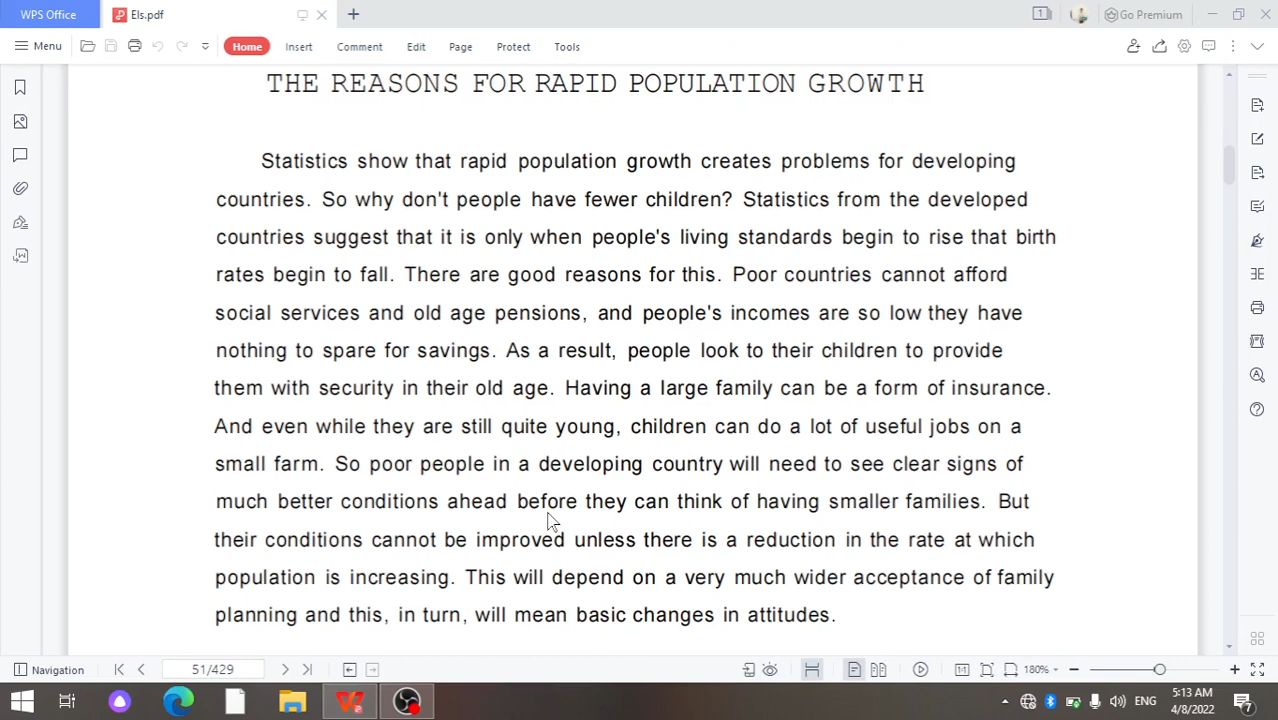 WPS Office
Els.pdf
1
Go Premium
Menu
Home
Insert
Comment
Edit
Page
Protect
Tools
THE REASONS FOR RAPID POPULATION GROWTH
Statistics show that rapid population growth creates problems for developing
countries. So why don't people have fewer children? Statistics from the developed
countries suggest that it is only when people's living standards begin to rise that birth
rates begin to fall. There are good reasons for this. Poor countries cannot afford
social services and old age pensions, and people's incomes are so low they have
nothing to spare for savings. As a result, people look to their children to provide
them with security in their old age. Having a large family can be a form of insurance.
And even while they are still quite young, children can do a lot of useful jobs on a
small farm. So poor people in a developing country will need to see clear signs of
much better conditions ahead before they can think of having smaller families. But
their conditions cannot be improved unless there is a reduction in the rate at which
population is increasing. This will depend on a very much wider acceptance of family
planning and this, in turn, will mean basic changes in attitudes.
Navigation
51/429
180%
5:13 AM
ENG
4/8/2022
7